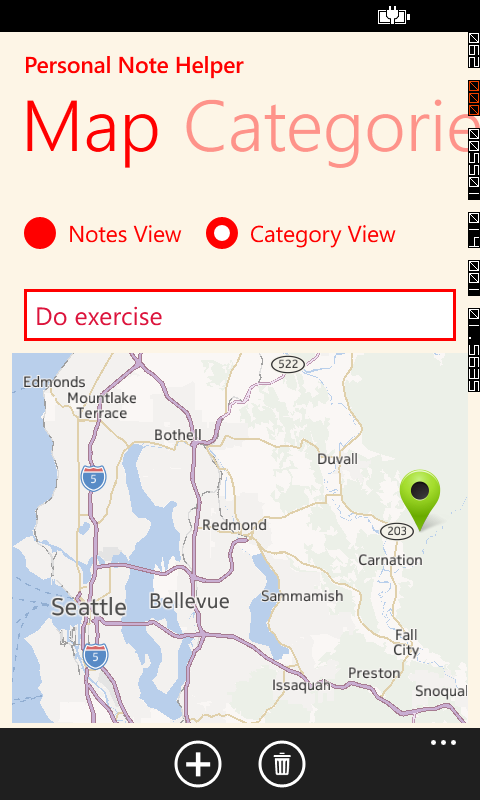 Personal Note Helper
Map Categorie
Notes View Category View
Do exercise
522
Edmonds
Mountlake
Terrace
Bothell
5
Duvall
Redmond
203
Carnation
Seattle
Bellevue
Sammamish
Fall
City
5
Preston
Issaquah
Snoqual